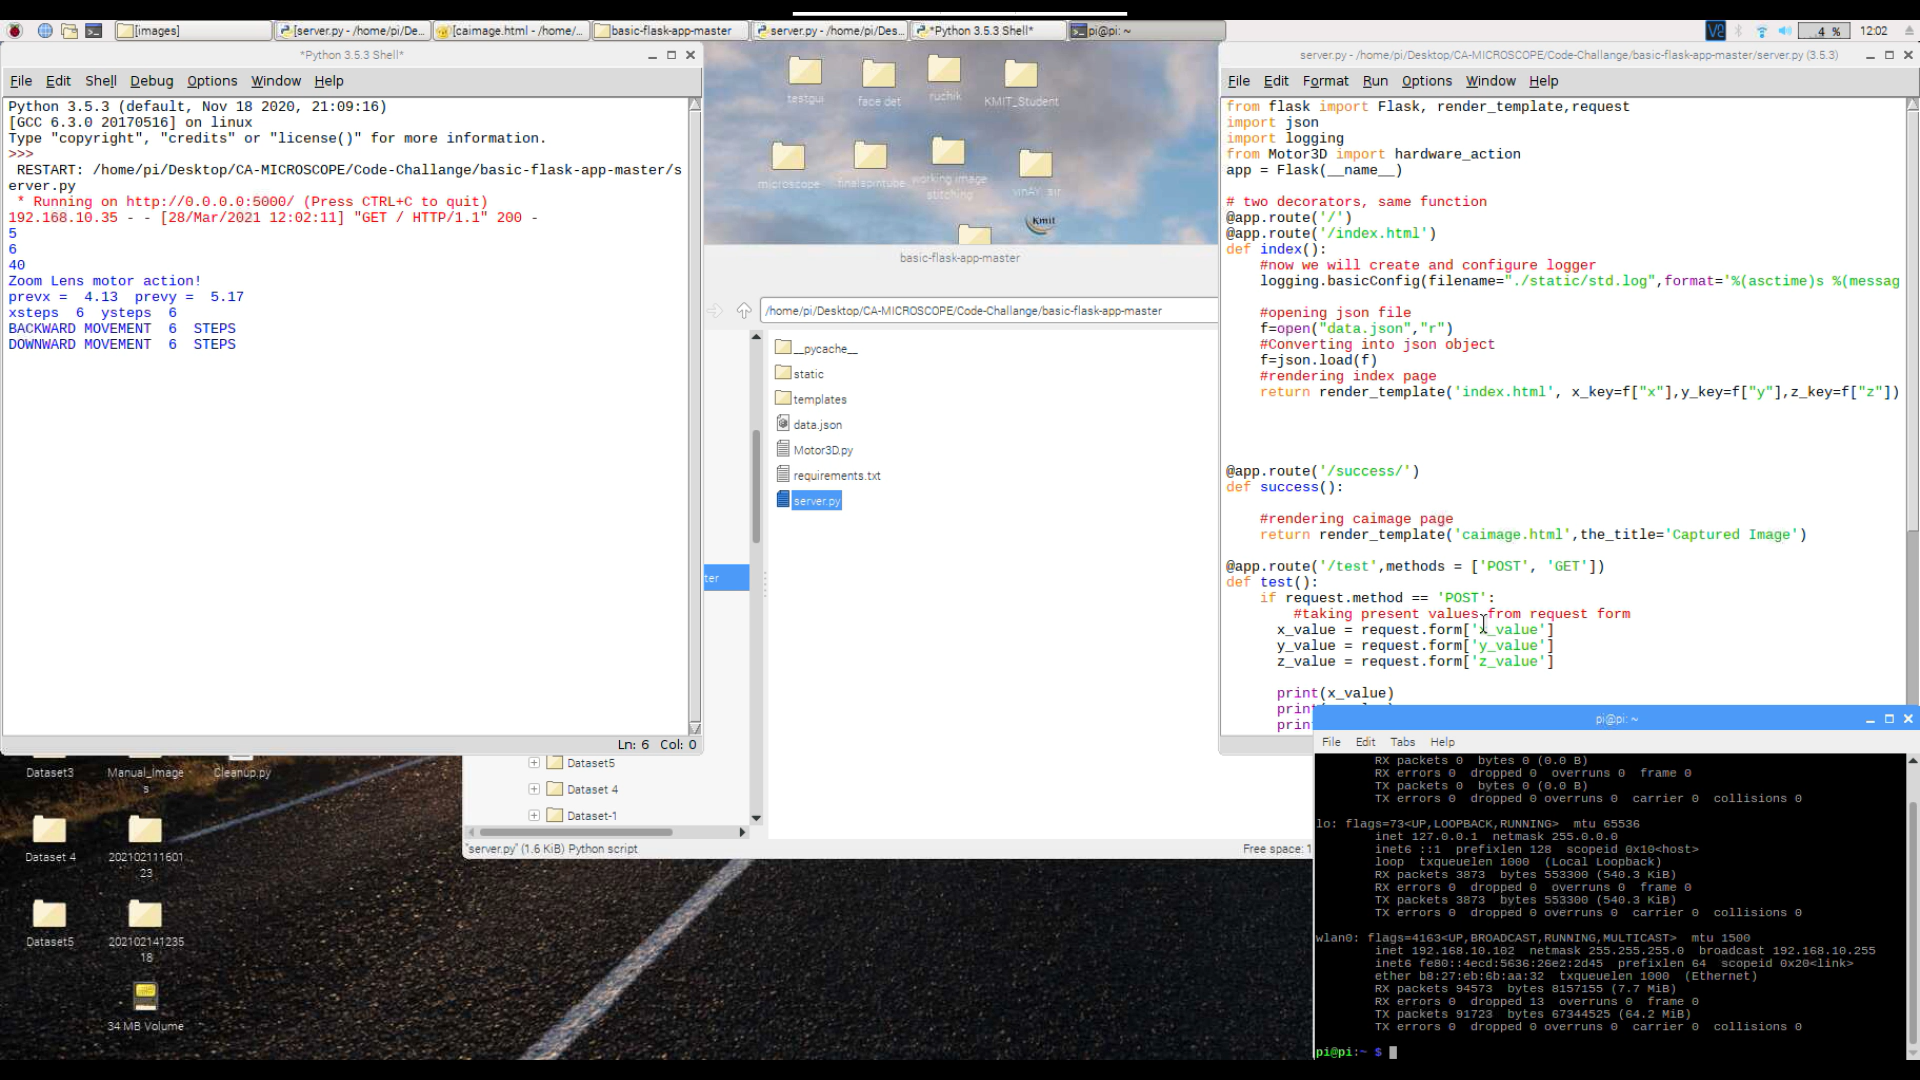 [images]
[server.py - /home/pi/De...
[caimage.html - /home/...
basic-flask-app-master
server.py - /home/pi/Des...
*Python 3.5.3 Shell*
pi@pi: ~
4 %
12:02
*Python 3.5.3 Shell*
File Edit Shell Debug Options Window Help
Python 3.5.3 (default, Nov 18 2020, 21:09:16)
[GCC 6.3.0 20170516] on linux
Type "copyright", "credits" or "license()" for more information.
>>>
RESTART: /home/pi/Desktop/CA-MICROSCOPE/Code-Challange/basic-flask-app-master/s
erver.py
* Running on http://0.0.0.0:5000/ (Press CTRL+C to quit)
192.168.10.35 - - [28/Mar/2021 12:02:11] "GET / HTTP/1.1" 200 -
5
6
40
Zoom Lens motor action!
prevx =  4.13  prevy =  5.17
xsteps  6  ysteps  6
BACKWARD MOVEMENT  6  STEPS
DOWNWARD MOVEMENT  6  STEPS
Ln: 6 Col: 0
testgui
face det
ruchik
KMIT_Student
microscope
finalspintube
working image
stitching
vinAY_sir
Kmit
basic-flask-app-master
/home/pi/Desktop/CA-MICROSCOPE/Code-Challange/basic-flask-app-master
__pycache__
static
templates
data.json
Motor3D.py
requirements.txt
server.py
ter
Dataset5
Dataset 4
Dataset-1
"server.py" (1.6 KiB) Python script
Free space: 1
server.py - /home/pi/Desktop/CA-MICROSCOPE/Code-Challange/basic-flask-app-master/server.py (3.5.3)
File Edit Format Run Options Window Help
from flask import Flask, render_template,request
import json
import logging
from Motor3D import hardware_action
app = Flask(__name__)
# two decorators, same function
@app.route('/')
@app.route('/index.html')
def index():
#now we will create and configure logger
logging.basicConfig(filename="./static/std.log",format='%(asctime)s %(messag
#opening json file
f=open("data.json","r")
#Converting into json object
f=json.load(f)
#rendering index page
return render_template('index.html', x_key=f["x"],y_key=f["y"],z_key=f["z"])
@app.route('/success/')
def success():
#rendering caimage page
return render_template('caimage.html',the_title='Captured Image')
@app.route('/test',methods = ['POST', 'GET'])
def test():
if request.method == 'POST':
#taking present values from request form
x_value = request.form['x_value']
y_value = request.form['y_value']
z_value = request.form['z_value']
print(x_value)
prin
prin
pi@pi: ~
File Edit Tabs Help
RX packets 0  bytes 0 (0.0 B)
RX errors 0  dropped 0  overruns 0  frame 0
TX packets 0  bytes 0 (0.0 B)
TX errors 0  dropped 0 overruns 0  carrier 0  collisions 0
lo: flags=73<UP,LOOPBACK,RUNNING>  mtu 65536
inet 127.0.0.1  netmask 255.0.0.0
inet6 ::1  prefixlen 128  scopeid 0x10<host>
loop  txqueuelen 1000  (Local Loopback)
RX packets 3873  bytes 553300 (540.3 KiB)
RX errors 0  dropped 0  overruns 0  frame 0
TX packets 3873  bytes 553300 (540.3 KiB)
TX errors 0  dropped 0 overruns 0  carrier 0  collisions 0
wlan0: flags=4163<UP,BROADCAST,RUNNING,MULTICAST>  mtu 1500
inet 192.168.10.102  netmask 255.255.255.0  broadcast 192.168.10.255
inet6 fe80::4ecd:5636:26e2:2d45  prefixlen 64  scopeid 0x20<link>
ether b8:27:eb:6b:aa:32  txqueuelen 1000  (Ethernet)
RX packets 94573  bytes 8157155 (7.7 MiB)
RX errors 0  dropped 13  overruns 0  frame 0
TX packets 91723  bytes 67344525 (64.2 MiB)
TX errors 0  dropped 0 overruns 0  carrier 0  collisions 0
pi@pi:~ $
Dataset3
Manual_Image
s
Cleanup.py
Dataset 4
202102111601
23
Dataset5
202102141235
18
34 MB Volume